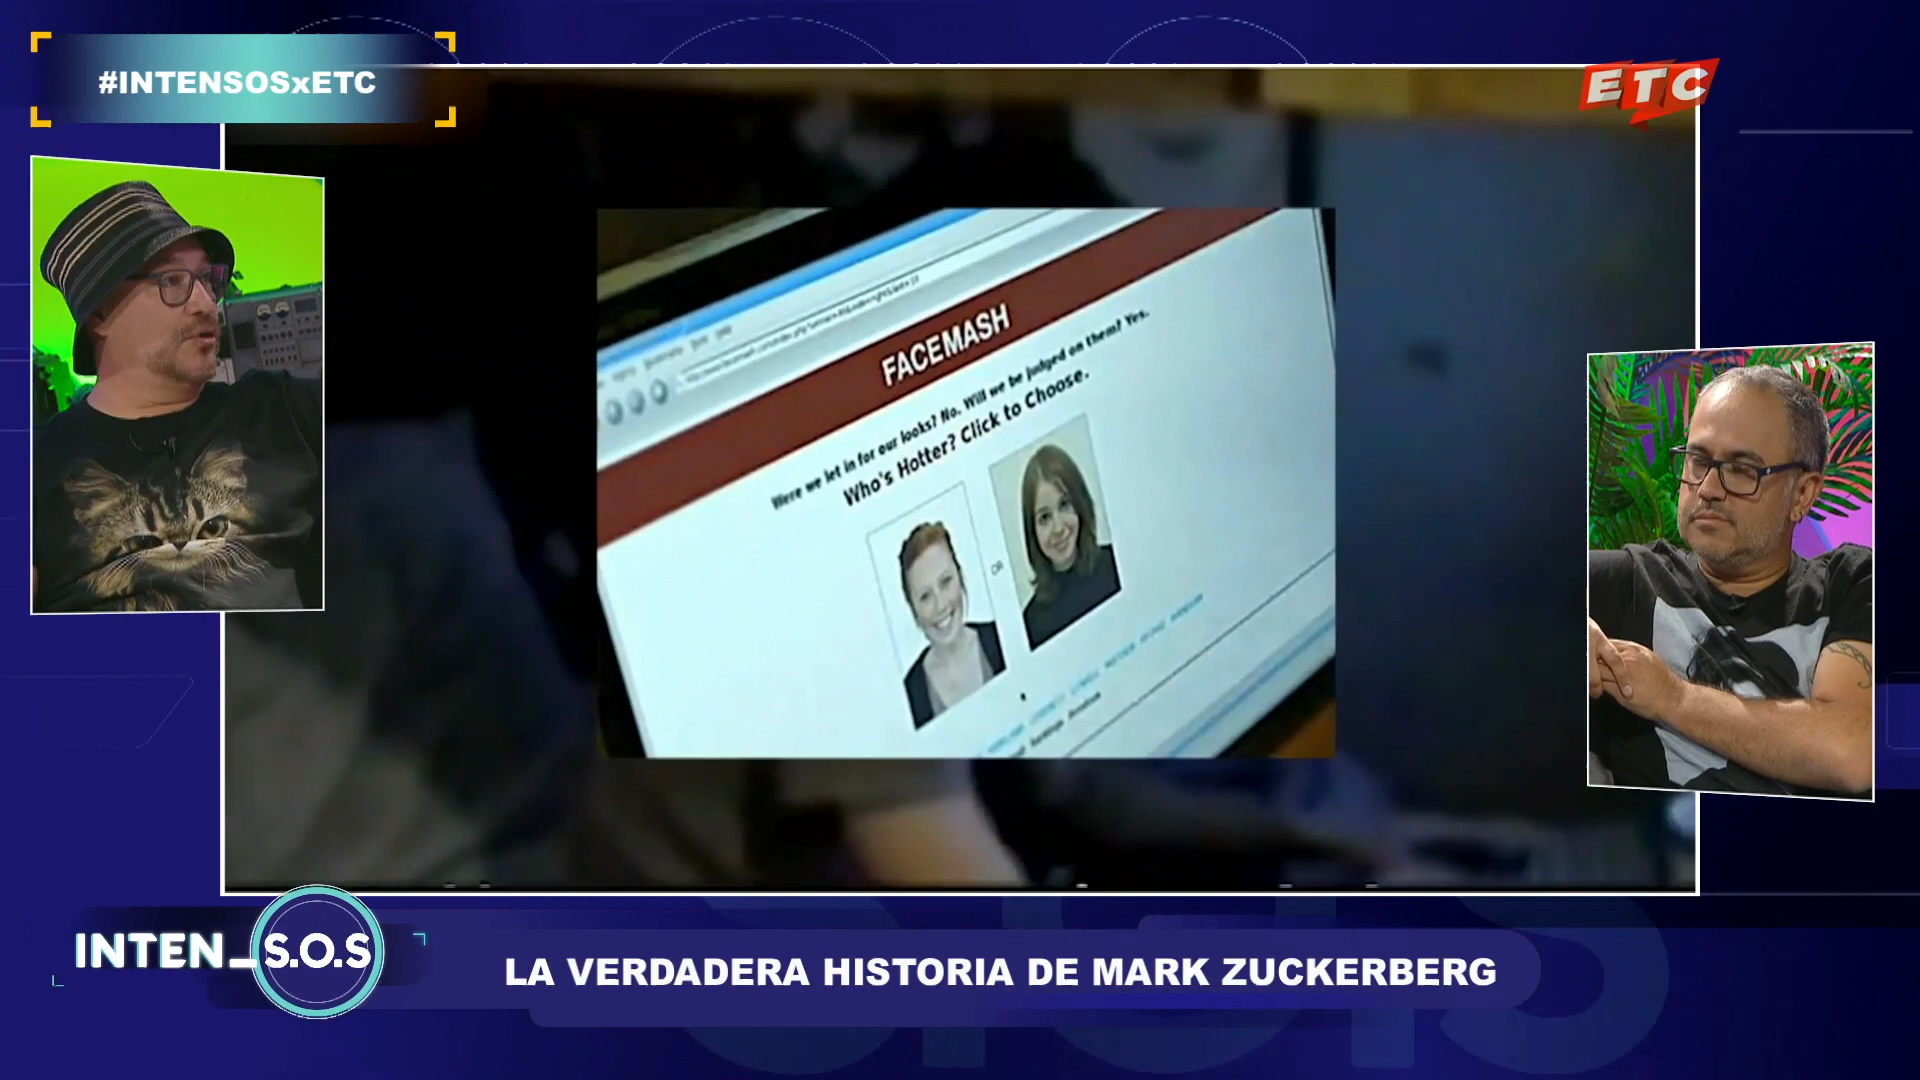 #INTENSOSxETC
ETC
FACEMASH
Were we let in for our looks? No. Will we be judged on them? Yes.
Who's Hotter? Click to Choose.
OR
INTEN_S.O.S
LA VERDADERA HISTORIA DE MARK ZUCKERBERG